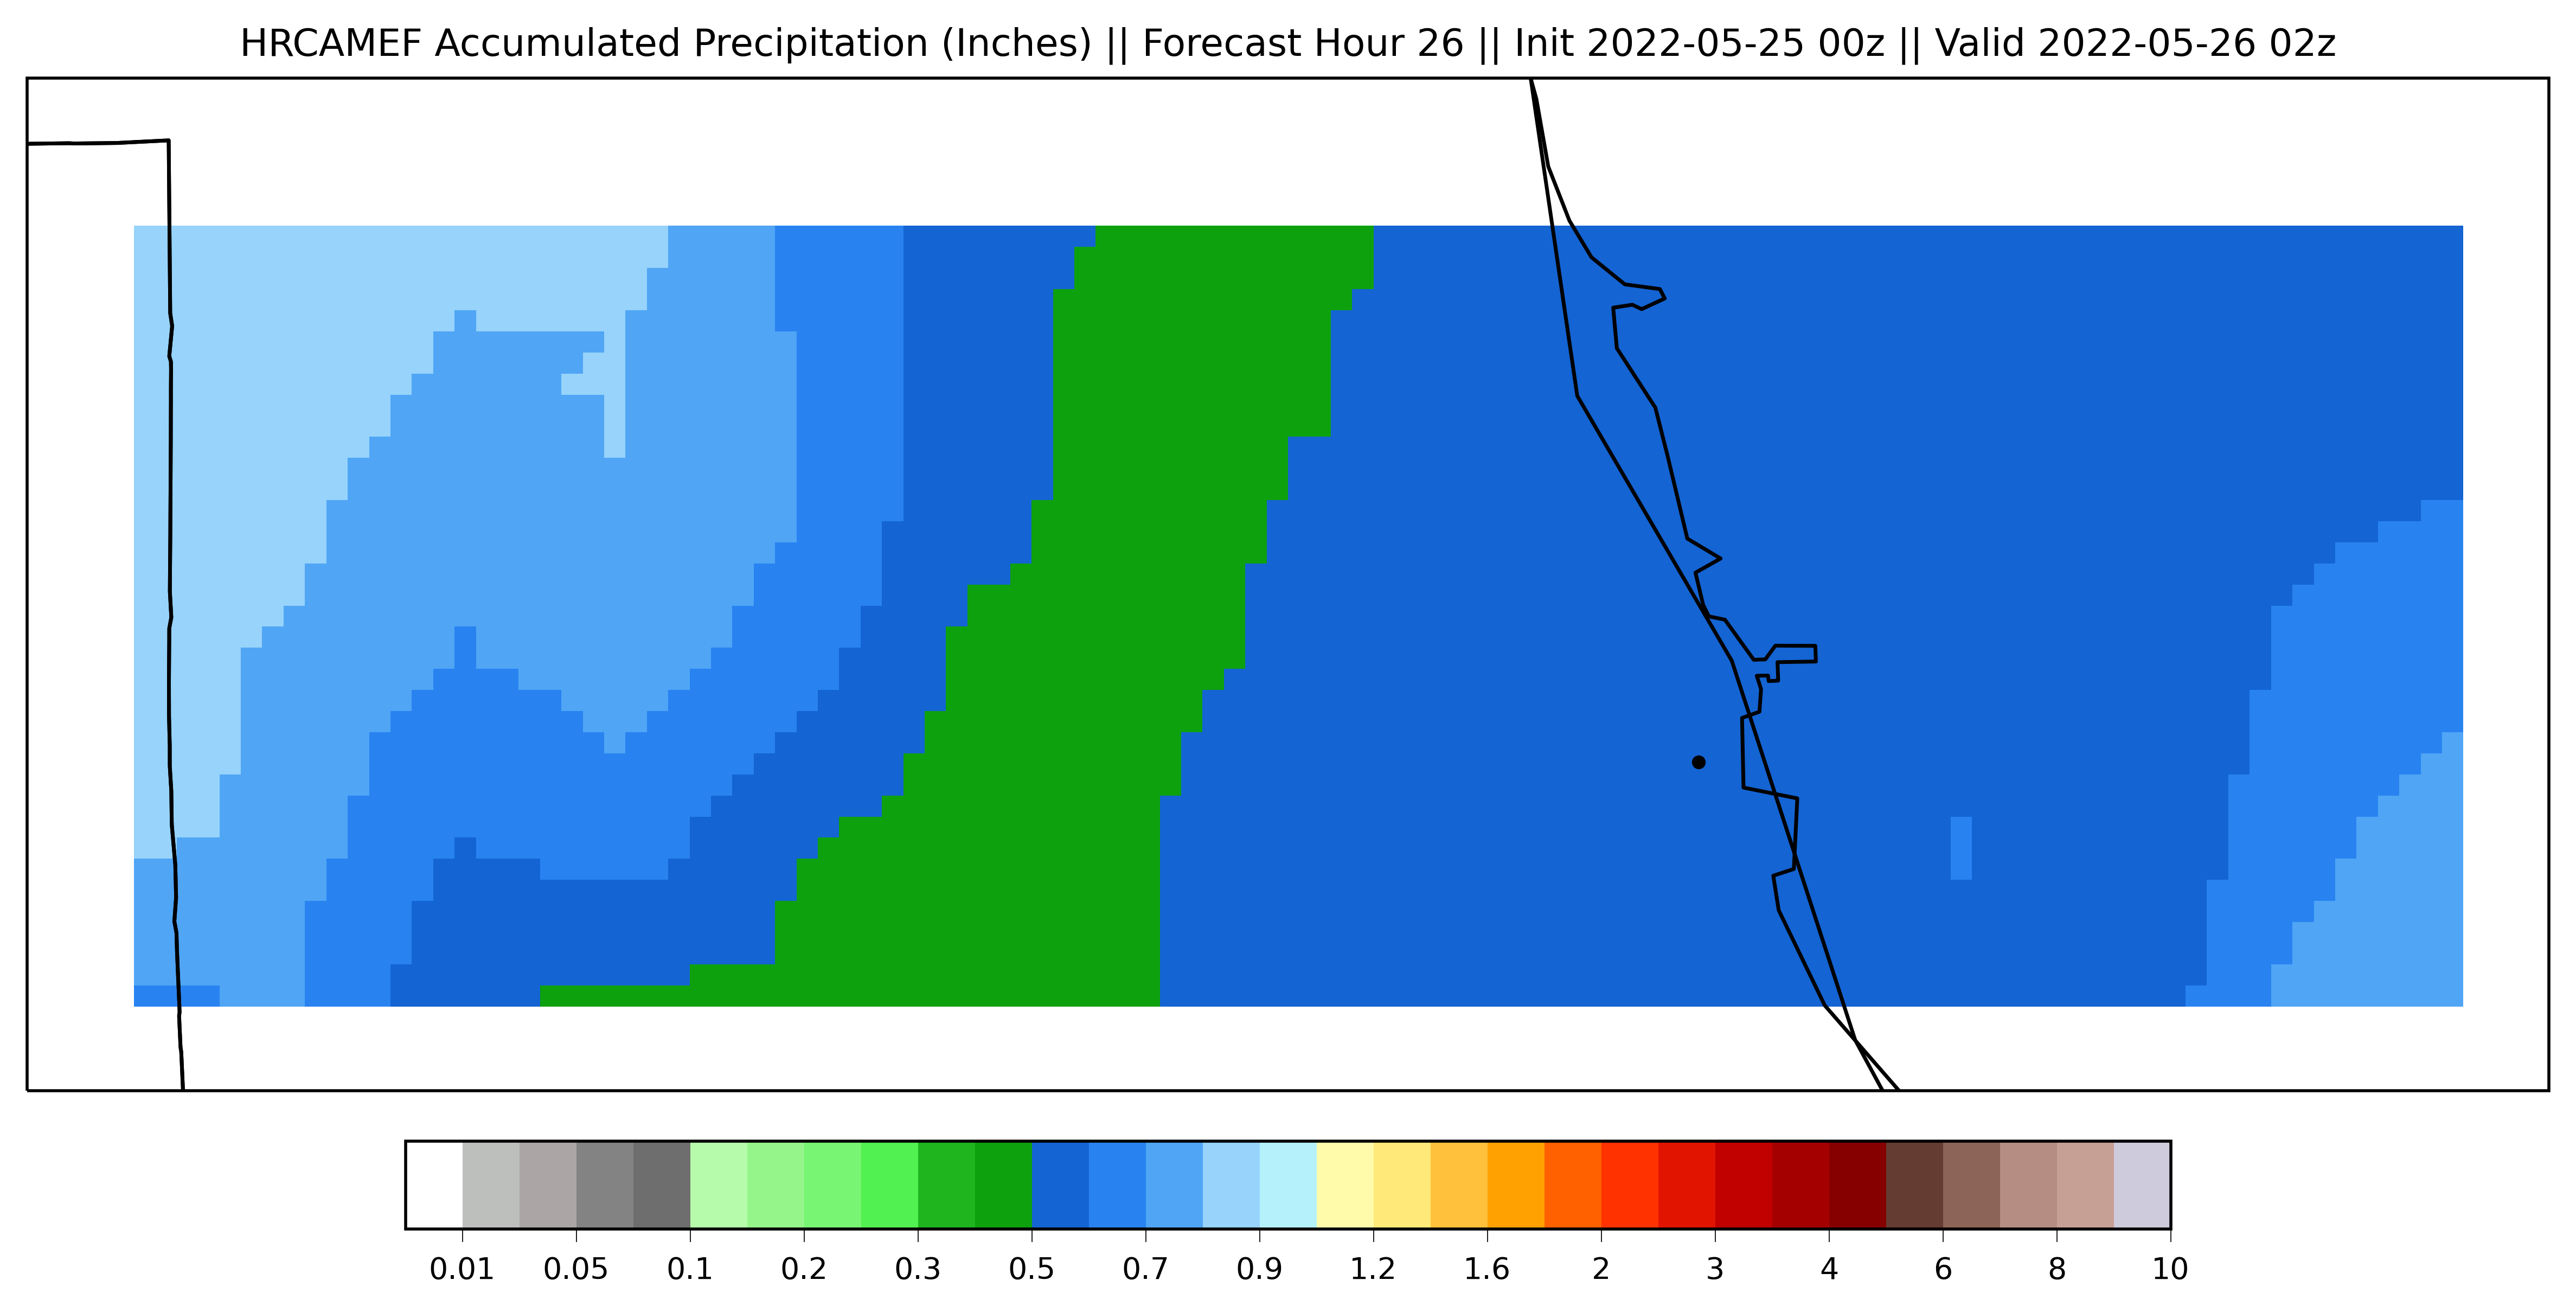 HRCAMEF Accumulated Precipitation (Inches) || Forecast Hour 26 || Init 2022-05-25 00z || Valid 2022-05-26 02z
0.01 0.05 0.1 0.2 0.3 0.5 0.7 0.9 1.2 1.6 2 3 4 6 8 10